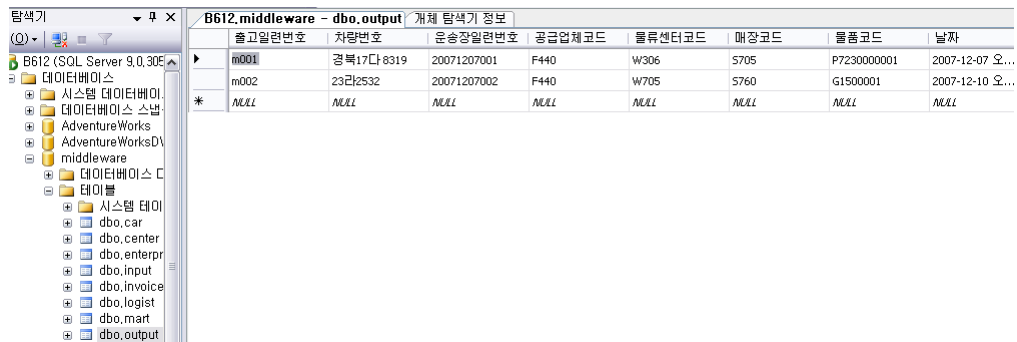 탐색기
B612.middleware - dbo.output 개체 탐색기 정보
(O)
출고일련번호 차량번호 운송장일련번호 공급업체코드 물류센터코드 매장코드 물품코드 날짜
m001 경북17다8319 20071207001 F440 W306 S705 P7230000001 2007-12-07 오...
m002 23라2532 20071207002 F440 W705 S760 G1500001 2007-12-10 오...
NULL NULL NULL NULL NULL NULL NULL NULL
B612 (SQL Server 9.0.305
데이터베이스
시스템 데이터베이
데이터베이스 스냅
AdventureWorks
AdventureWorksD
middleware
데이터베이스 다
테이블
시스템 테이
dbo.car
dbo.center
dbo.enterpr
dbo.input
dbo.invoice
dbo.logist
dbo.mart
dbo.output